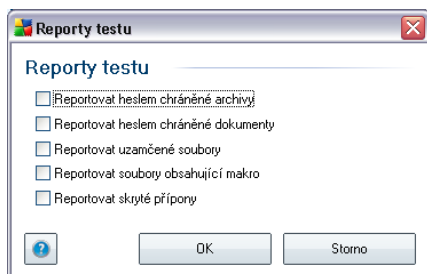 Reporty testu
Reporty testu
Reportovat heslem chráněné archivy
Reportovat heslem chráněné dokumenty
Reportovat uzamčené soubory
Reportovat soubory obsahující makro
Reportovat skryté přípony
?
OK
Storno